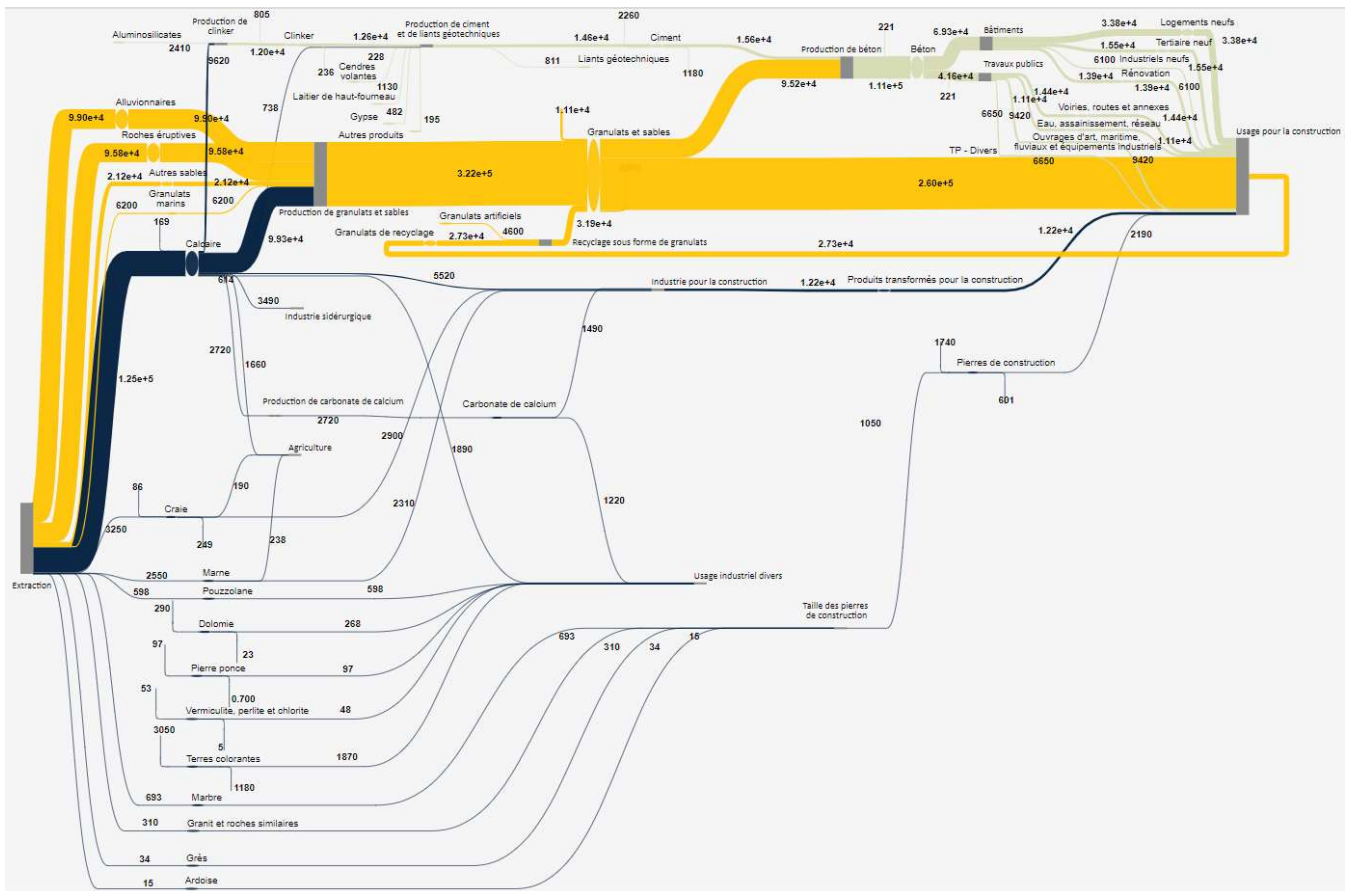 805
2260
Production de
clinker
Production de ciment
et de liants géotechniques
221
3.38e+4
Logements neufs
Aluminosilicates
2410
Clinker
1.20e+4
1.26e+4
1.46e+4
Ciment
1.56e+4
6.93e+4
Bâtiments
1.55e+4
Tertiaire neuf
3.38e+4
9620
228
236
Cendres
volantes
811
Liants géotechniques
1180
Production de béton
Béton
6100
Industriels neufs
1.55e+4
Travaux publics
1.39e+4
Rénovation
1130
9.52e+4
1.11e+5
4.16e+4
1.44e+4
1.39e+4
6100
Laitier de haut-fourneau
221
1.11e+4
Alluvionnaires
738
482
Gypse
195
Autres produits
1.11e+4
6650
9420
Voiries, routes et annexes
1.44e+4
9.90e+4
9.90e+4
Eau, assainissement, réseau
Roches éruptives
Granulats et sables
Ouvrages d'art, maritime,
fluviaux et équipements industriels
1.11e+4
Usage pour la construction
9.58e+4
9.58e+4
TP - Divers
6650
9420
2.12e+4
Autres sables
2.12e+4
3.22e+5
2.60e+5
Granulats
marins
6200
6200
169
Production de granulats et sables
Granulats artificiels
4600
3.19e+4
Calcaire
9.93e+4
Granulats de recyclage
2.73e+4
Recyclage sous forme de granulats
2.73e+4
1.22e+4
2190
614
5520
Industrie pour la construction
1.22e+4
Produits transformés pour la construction
3490
Industrie sidérurgique
1490
2720
1660
1740
Pierres de construction
1.25e+5
Production de carbonate de calcium
2720
Carbonate de calcium
601
2900
1890
1050
Agriculture
86
190
Craie
2310
1220
3250
249
238
Extraction
2550
Marne
Usage industriel divers
598
Pouzzolane
598
290
Dolomie
268
Taille des pierres
de construction
23
693
310
34
15
97
Pierre ponce
97
53
0.700
Vermiculite, perlite et chlorite
48
3050
5
Terres colorantes
1870
1180
693
Marbre
310
Granit et roches similaires
34
Grès
15
Ardoise